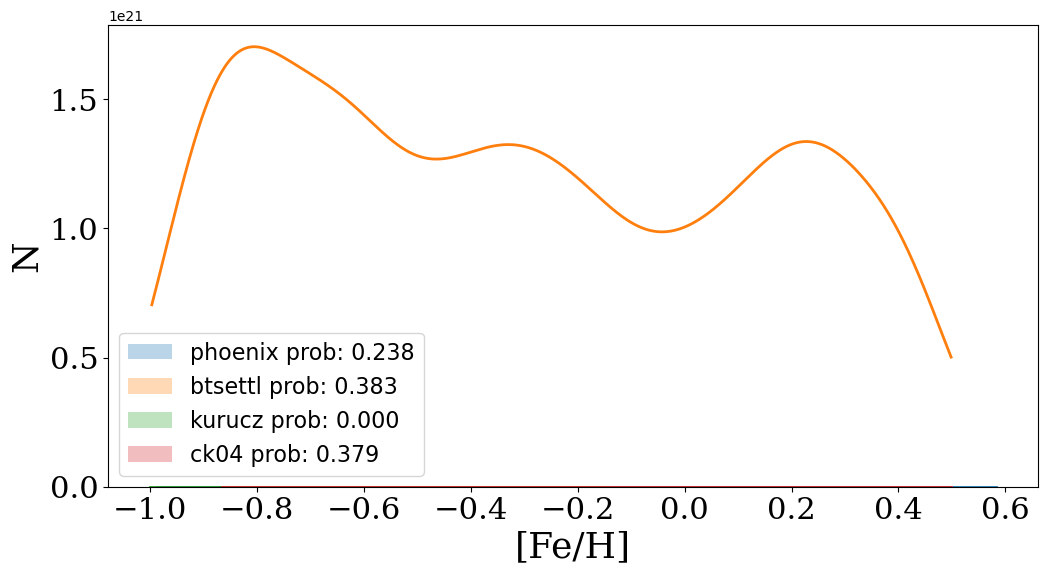 1e21
1.5
1.0
0.5
0.0
N
phoenix prob: 0.238
btsettl prob: 0.383
kurucz prob: 0.000
ck04 prob: 0.379
−1.0 −0.8 −0.6 −0.4 −0.2 0.0 0.2 0.4 0.6
[Fe/H]